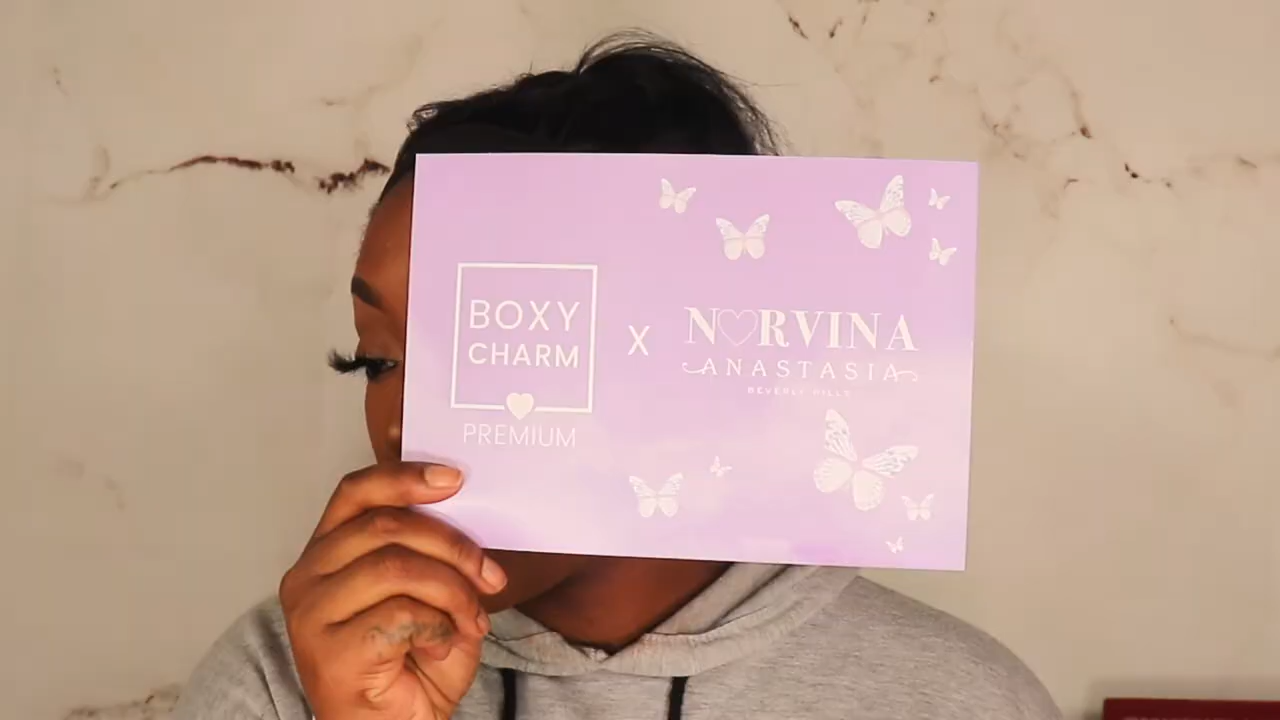 BOXY
CHARM
PREMIUM
X
NORVINA
ANASTASIA
BEVERLY HILLS